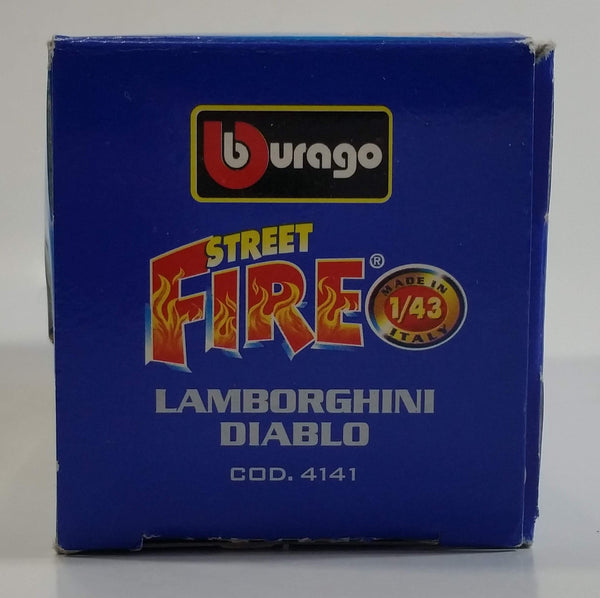 burago
STREET
FIRE®
MADE IN
1/43
ITALY
LAMBORGHINI
DIABLO
COD. 4141